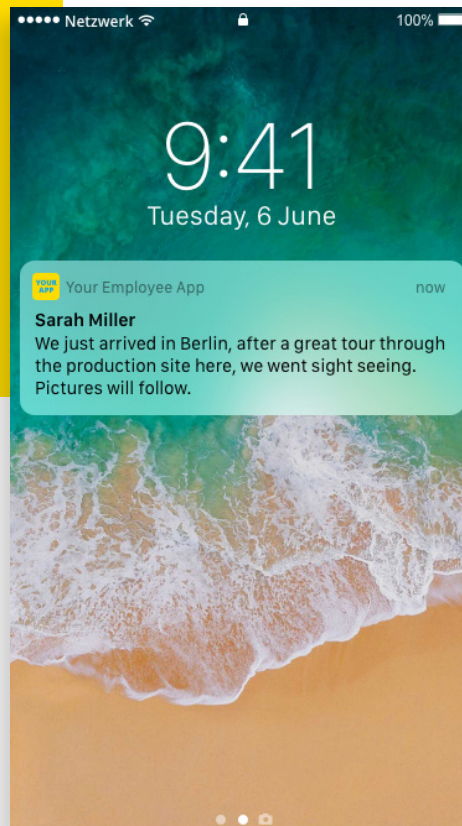 Netzwerk 100%
9:41
Tuesday, 6 June
YOUR
APP
Your Employee App now
Sarah Miller
We just arrived in Berlin, after a great tour through
the production site here, we went sight seeing.
Pictures will follow.